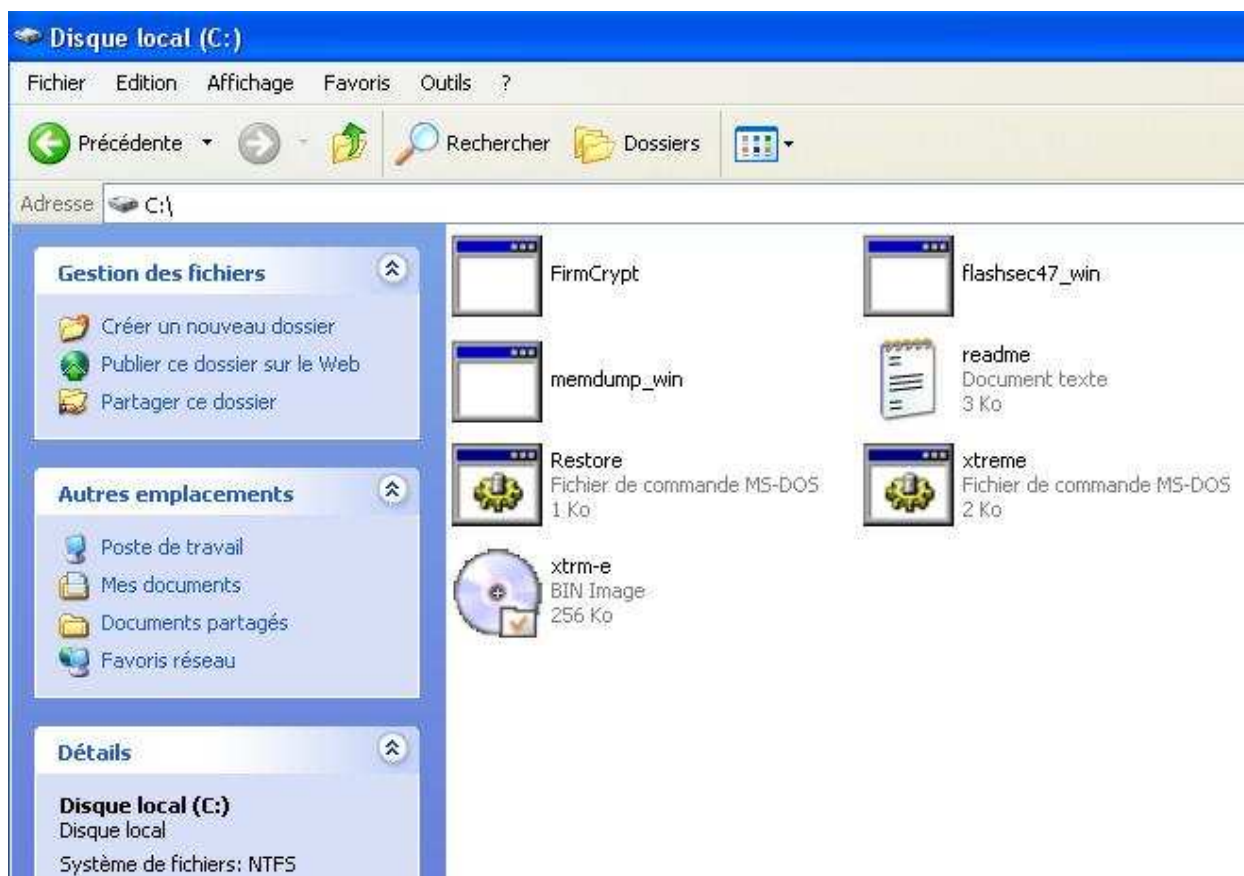 Disque local (C:)
Fichier Edition Affichage Favoris Outils ?
Précédente Rechercher Dossiers
Adresse C:\
Gestion des fichiers
Créer un nouveau dossier
Publier ce dossier sur le Web
Partager ce dossier
Autres emplacements
Poste de travail
Mes documents
Documents partagés
Favoris réseau
Détails
Disque local (C:)
Disque local
Système de fichiers: NTFS
FirmCrypt
flashsec47_win
memdump_win
readme
Document texte
3 Ko
Restore
Fichier de commande MS-DOS
1 Ko
xtreme
Fichier de commande MS-DOS
2 Ko
xtrm-e
BIN Image
256 Ko